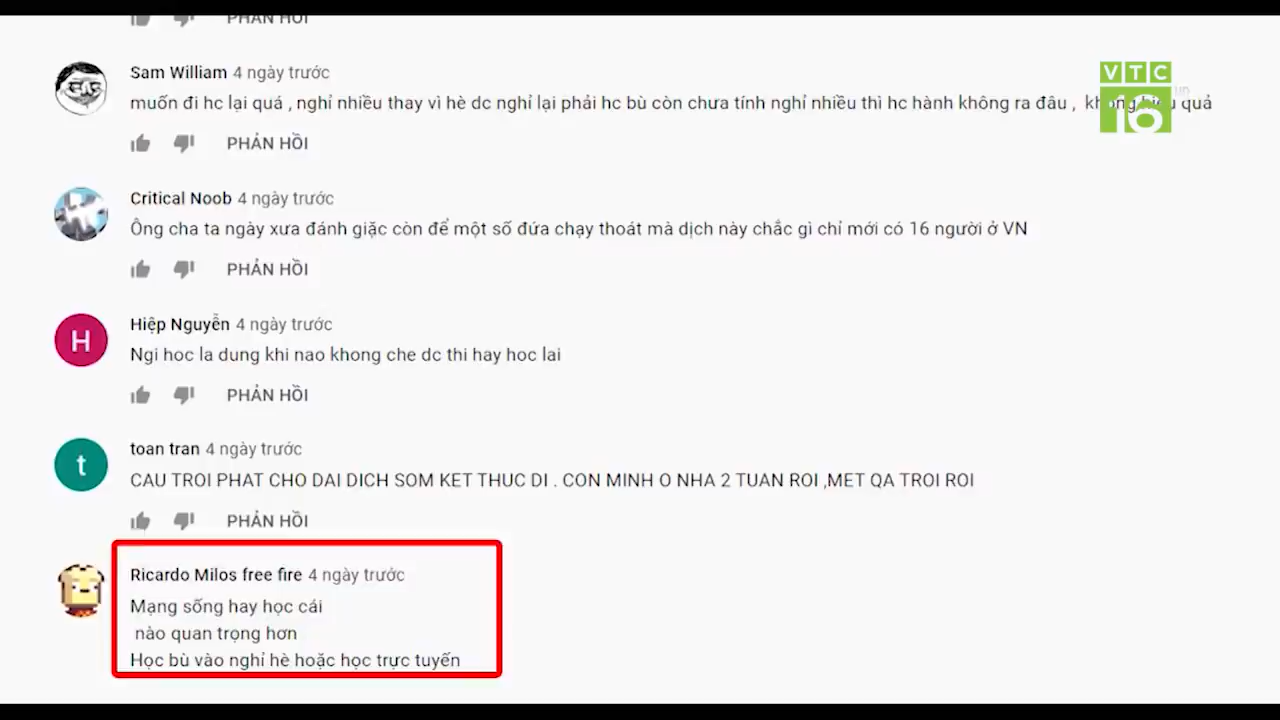 PHẢN HỒI
Sam William 4 ngày trước
muốn đi hc lại quá , nghỉ nhiều thay vì hè dc nghỉ lại phải hc bù còn chưa tính nghỉ nhiều thì hc hành không ra đâu , không hiệu quả
PHẢN HỒI
VTC
16
HD
Critical Noob 4 ngày trước
Ông cha ta ngày xưa đánh giặc còn để một số đứa chạy thoát mà dịch này chắc gì chỉ mới có 16 người ở VN
PHẢN HỒI
H
Hiệp Nguyễn 4 ngày trước
Ngi hoc la dung khi nao khong che dc thi hay hoc lai
PHẢN HỒI
t
toan tran 4 ngày trước
CAU TROI PHAT CHO DAI DICH SOM KET THUC DI . CON MINH O NHA 2 TUAN ROI ,MET QA TROI ROI
PHẢN HỒI
Ricardo Milos free fire 4 ngày trước
Mạng sống hay học cái
nào quan trọng hơn
Học bù vào nghỉ hè hoặc học trực tuyến